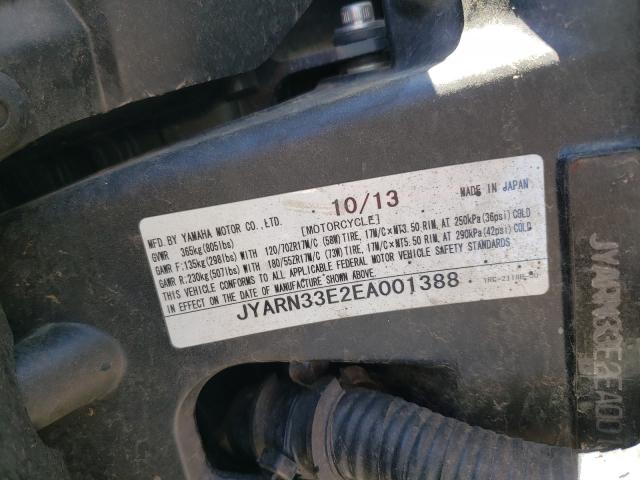 10/13
MADE IN JAPAN
MFD. BY YAMAHA MOTOR CO., LTD. [MOTORCYCLE]
GVWR 365kg(805lbs)
GAWR F:135kg(298lbs) WITH 120/70ZR17M/C (58W) TIRE, 17M/C×MT3.50 RIM, AT 250kPa(36psi) COLD
GAWR R:230kg(507lbs) WITH 180/55ZR17M/C (73W) TIRE, 17M/C×MT5.50 RIM, AT 290kPa(42psi) COLD
THIS VEHICLE CONFORMS TO ALL APPLICABLE FEDERAL MOTOR VEHICLE SAFETY STANDARDS
IN EFFECT ON THE DATE OF MANUFACTURE SHOWN ABOVE.
JYARN33E2EA001388
JYARN33E2EA001